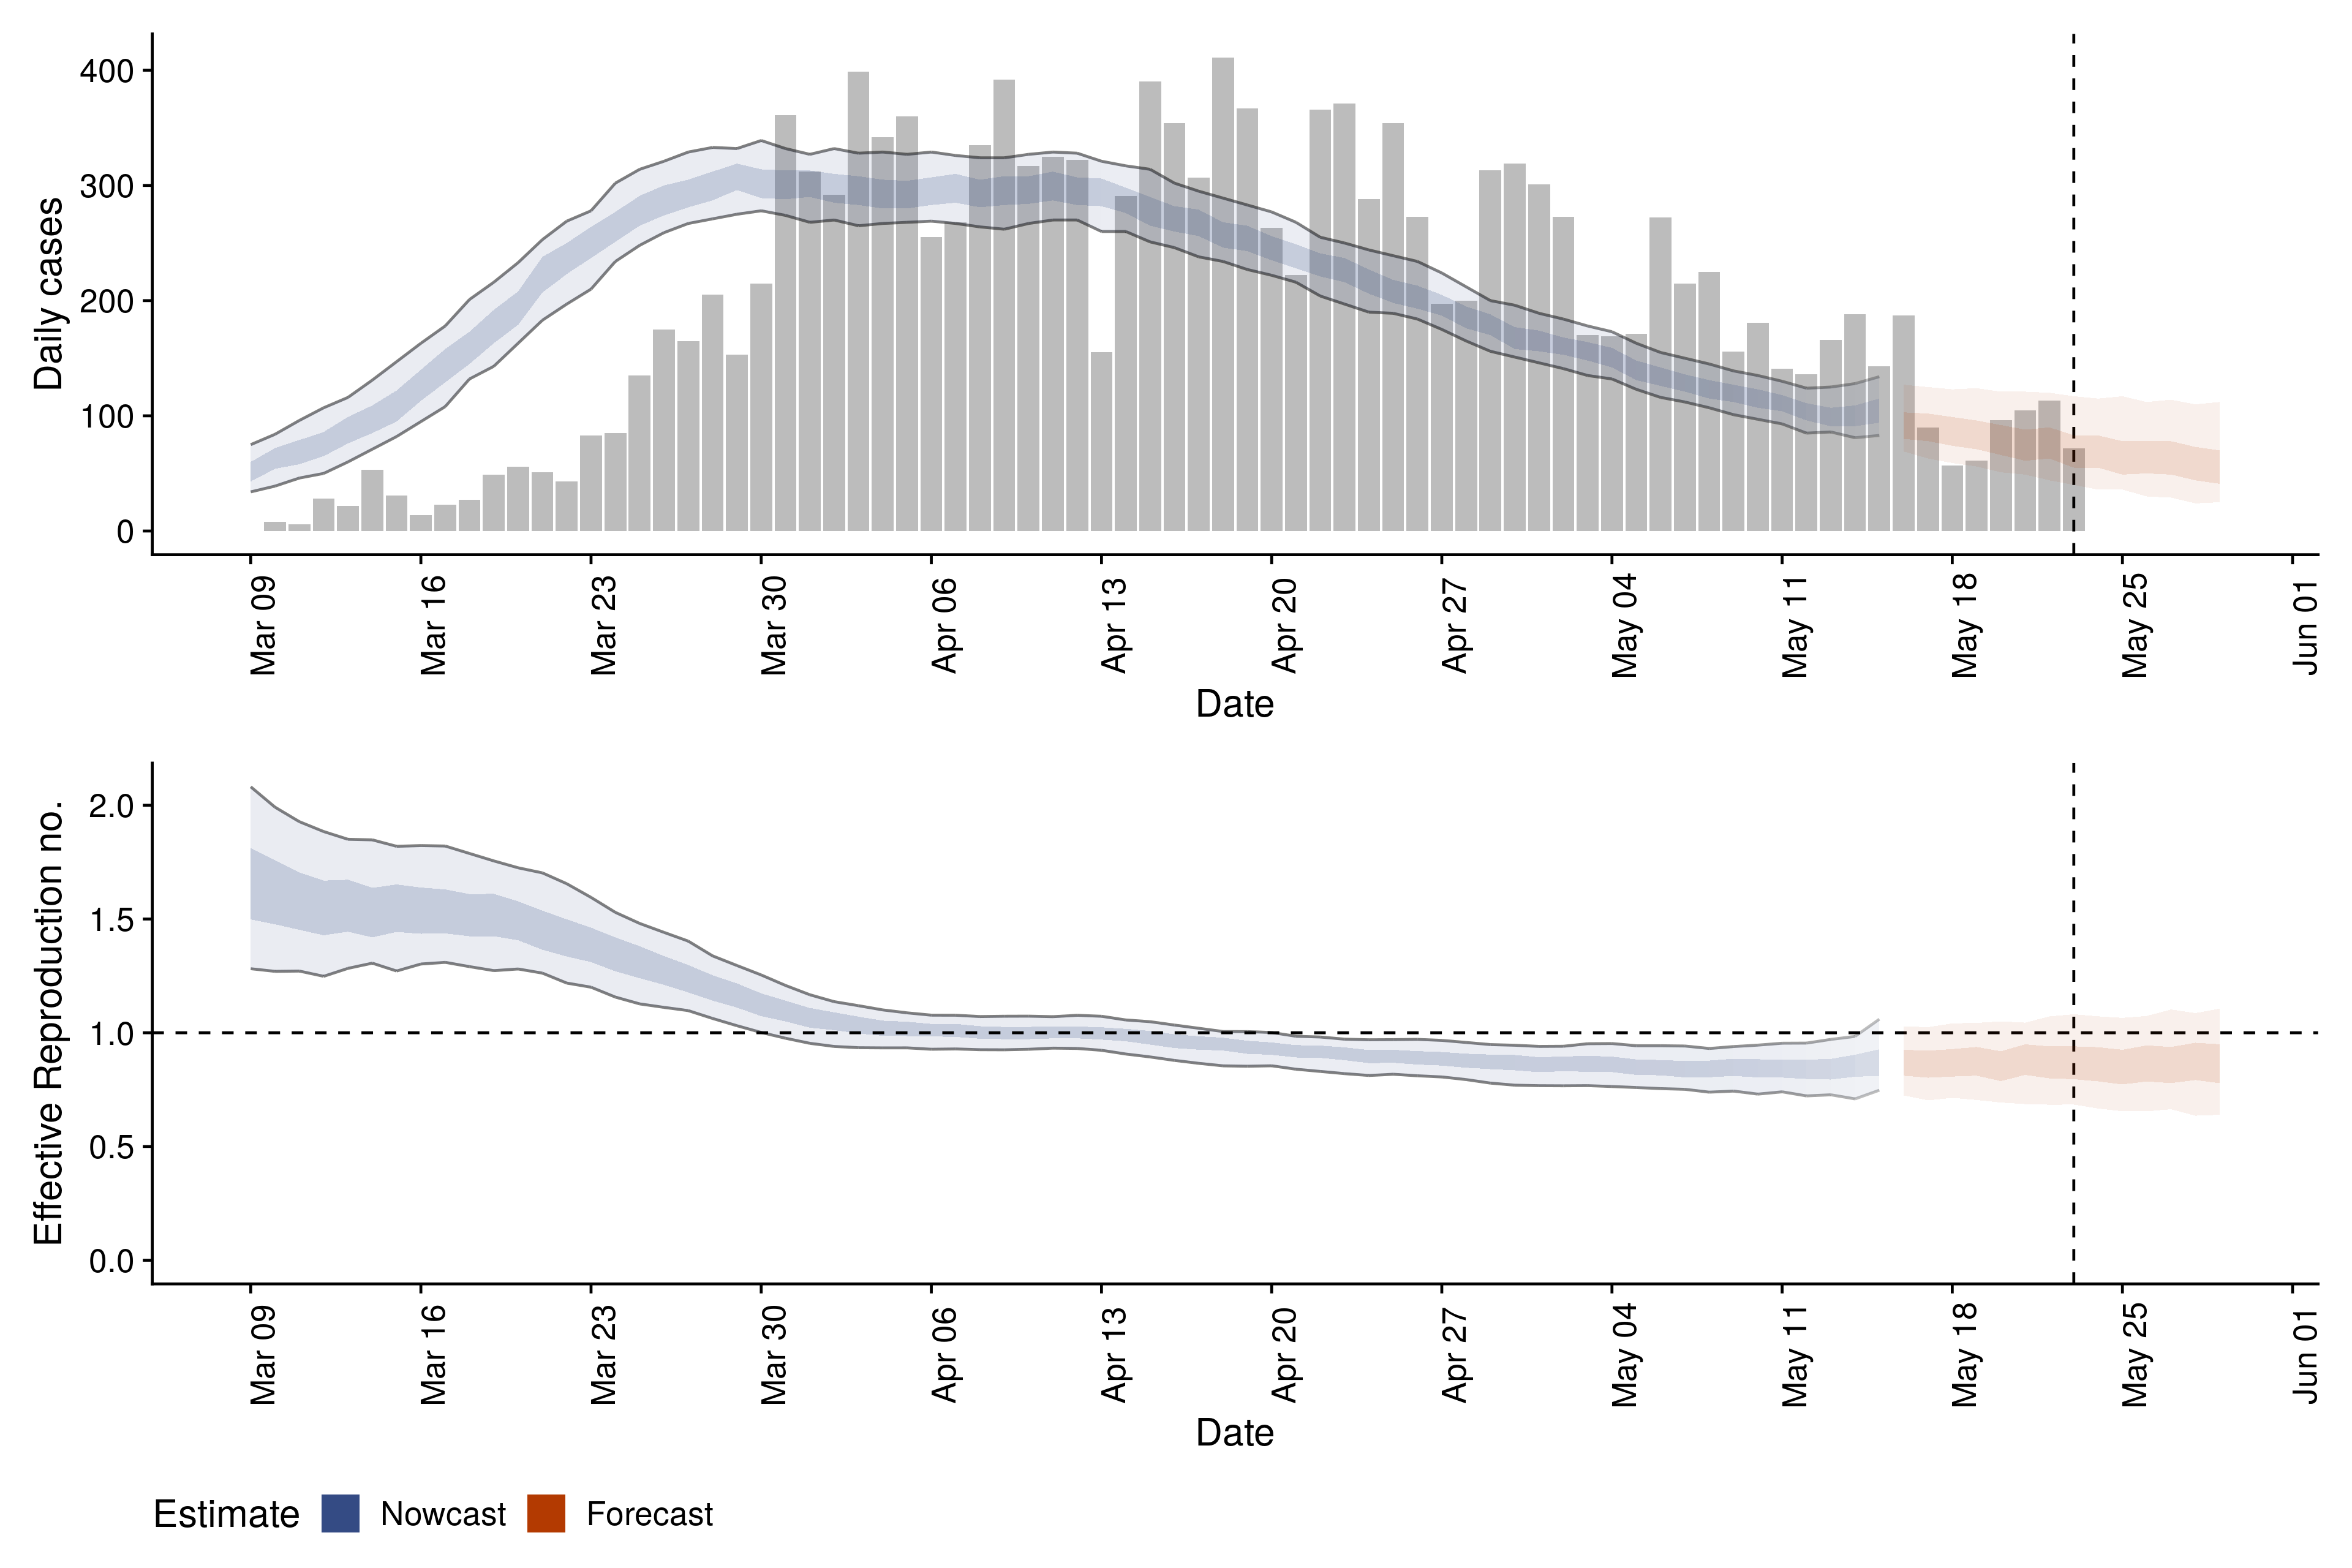 Daily cases
400
300
200
100
0
Mar 09
Mar 16
Mar 23
Mar 30
Apr 06
Apr 13
Apr 20
Apr 27
May 04
May 11
May 18
May 25
Jun 01
Date
Effective Reproduction no.
2.0
1.5
1.0
0.5
0.0
Mar 09
Mar 16
Mar 23
Mar 30
Apr 06
Apr 13
Apr 20
Apr 27
May 04
May 11
May 18
May 25
Jun 01
Date
Estimate Nowcast Forecast